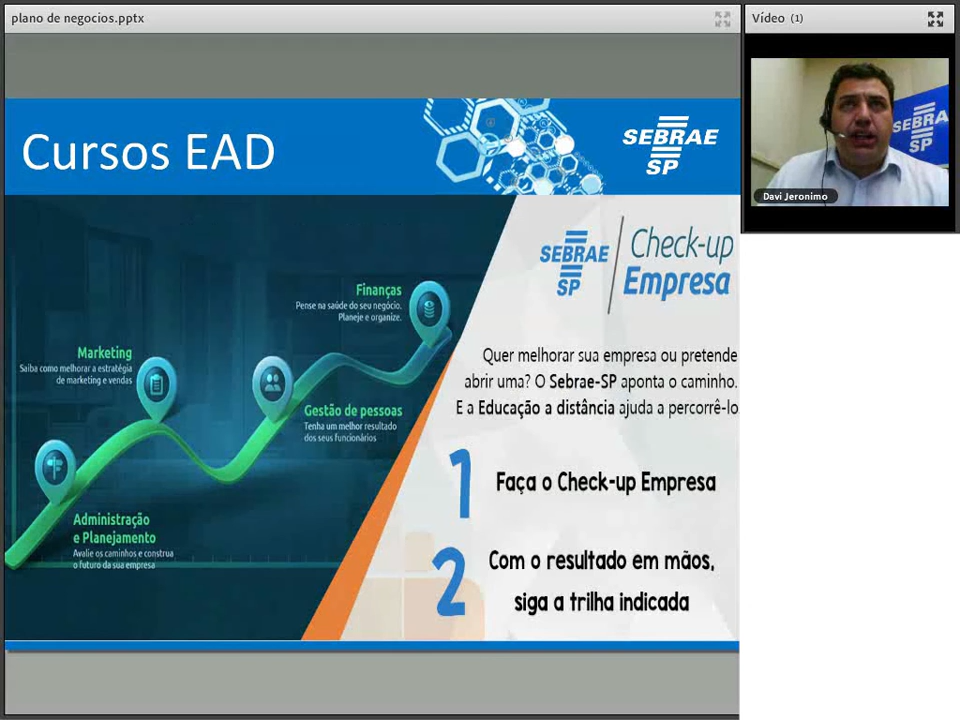 plano de negocios.pptx
Vídeo (1)
Cursos EAD
SEBRAE
SP
SEBRAE
SP
Davi Jeronimo
SEBRAE
SP
Check-up
Empresa
Finanças
Pense na saúde do seu negócio.
Planeje e organize.
Marketing
Saiba como melhorar a estratégia
de marketing e vendas
Gestão de pessoas
Tenha um melhor resultado
dos seus funcionários
Administração
e Planejamento
Avalie os caminhos e construa
o futuro da sua empresa
Quer melhorar sua empresa ou pretende
abrir uma? O Sebrae-SP aponta o caminho.
E a Educação a distância ajuda a percorrê-lo
1 Faça o Check-up Empresa
2 Com o resultado em mãos,
siga a trilha indicada